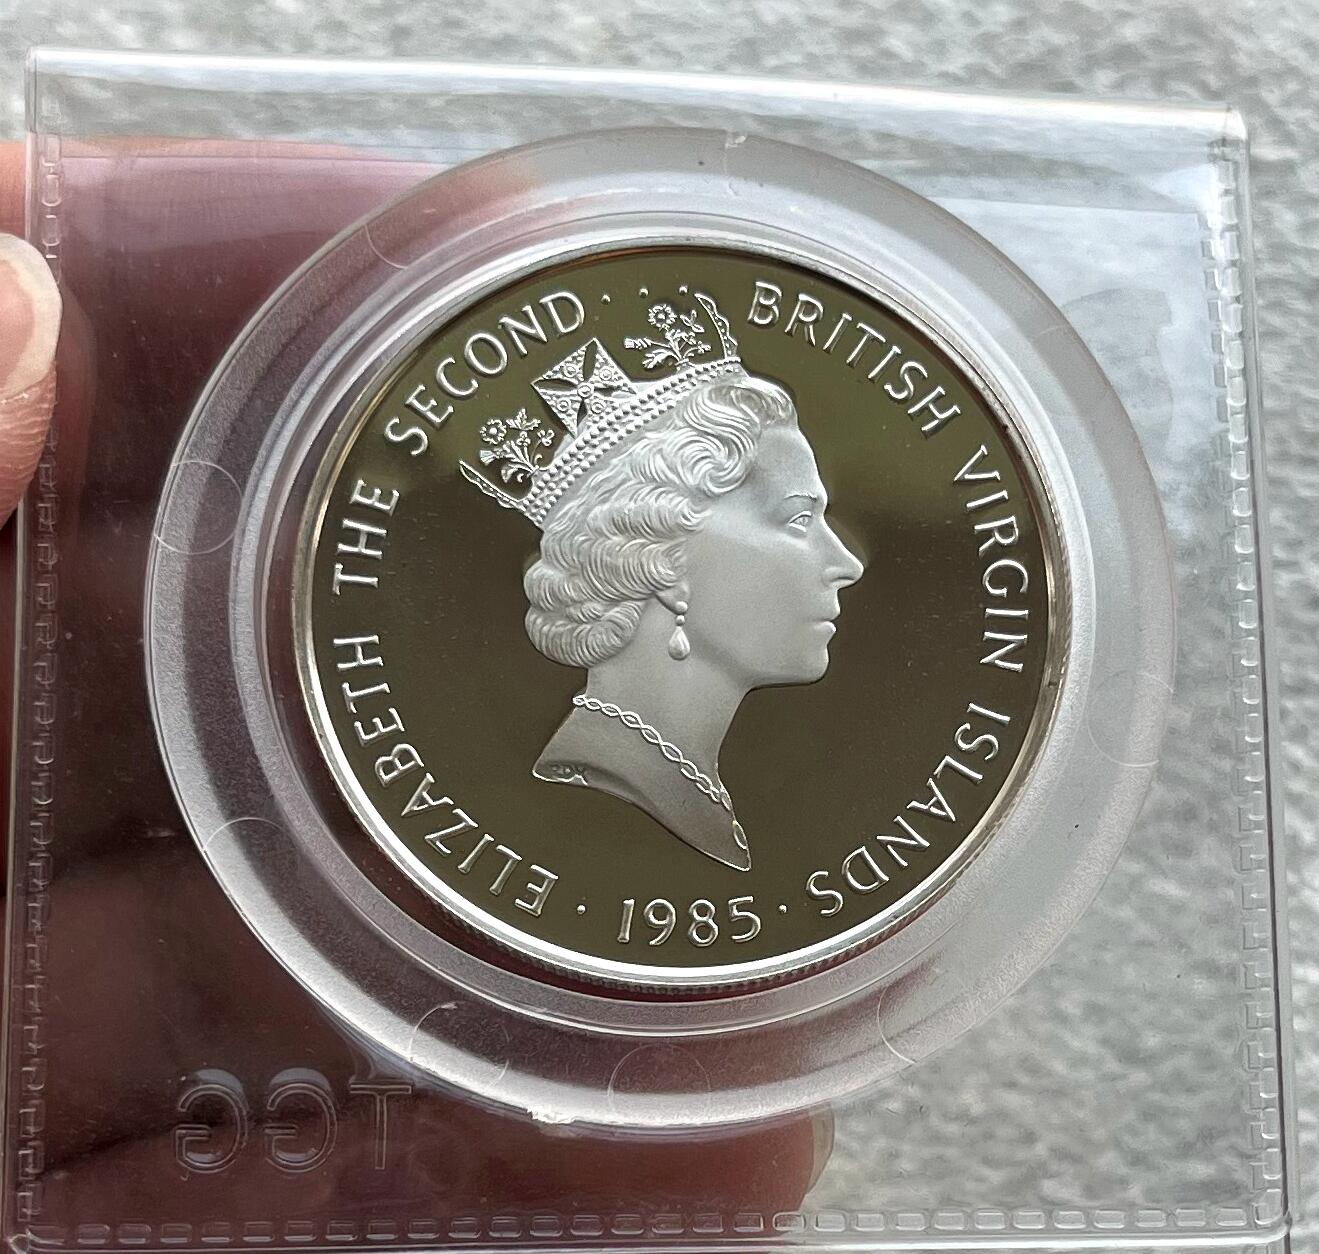 ELIZABETH THE SECOND · · · · BRITISH VIRGIN ISLANDS
· 1985 ·
TGG